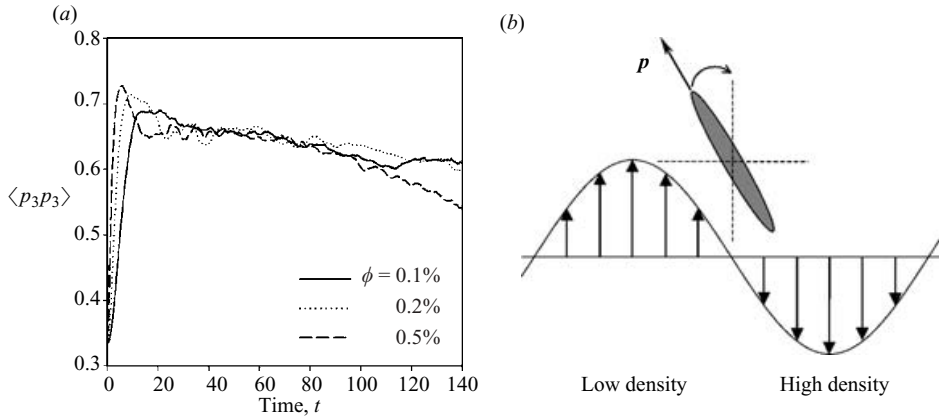 (a)
0.8
0.7
0.6
⟨p₃p₃⟩
0.5
0.4
0.3
0 20 40 60 80 100 120 140
Time, t
ϕ = 0.1%
0.2%
0.5%
(b)
p
Low density High density